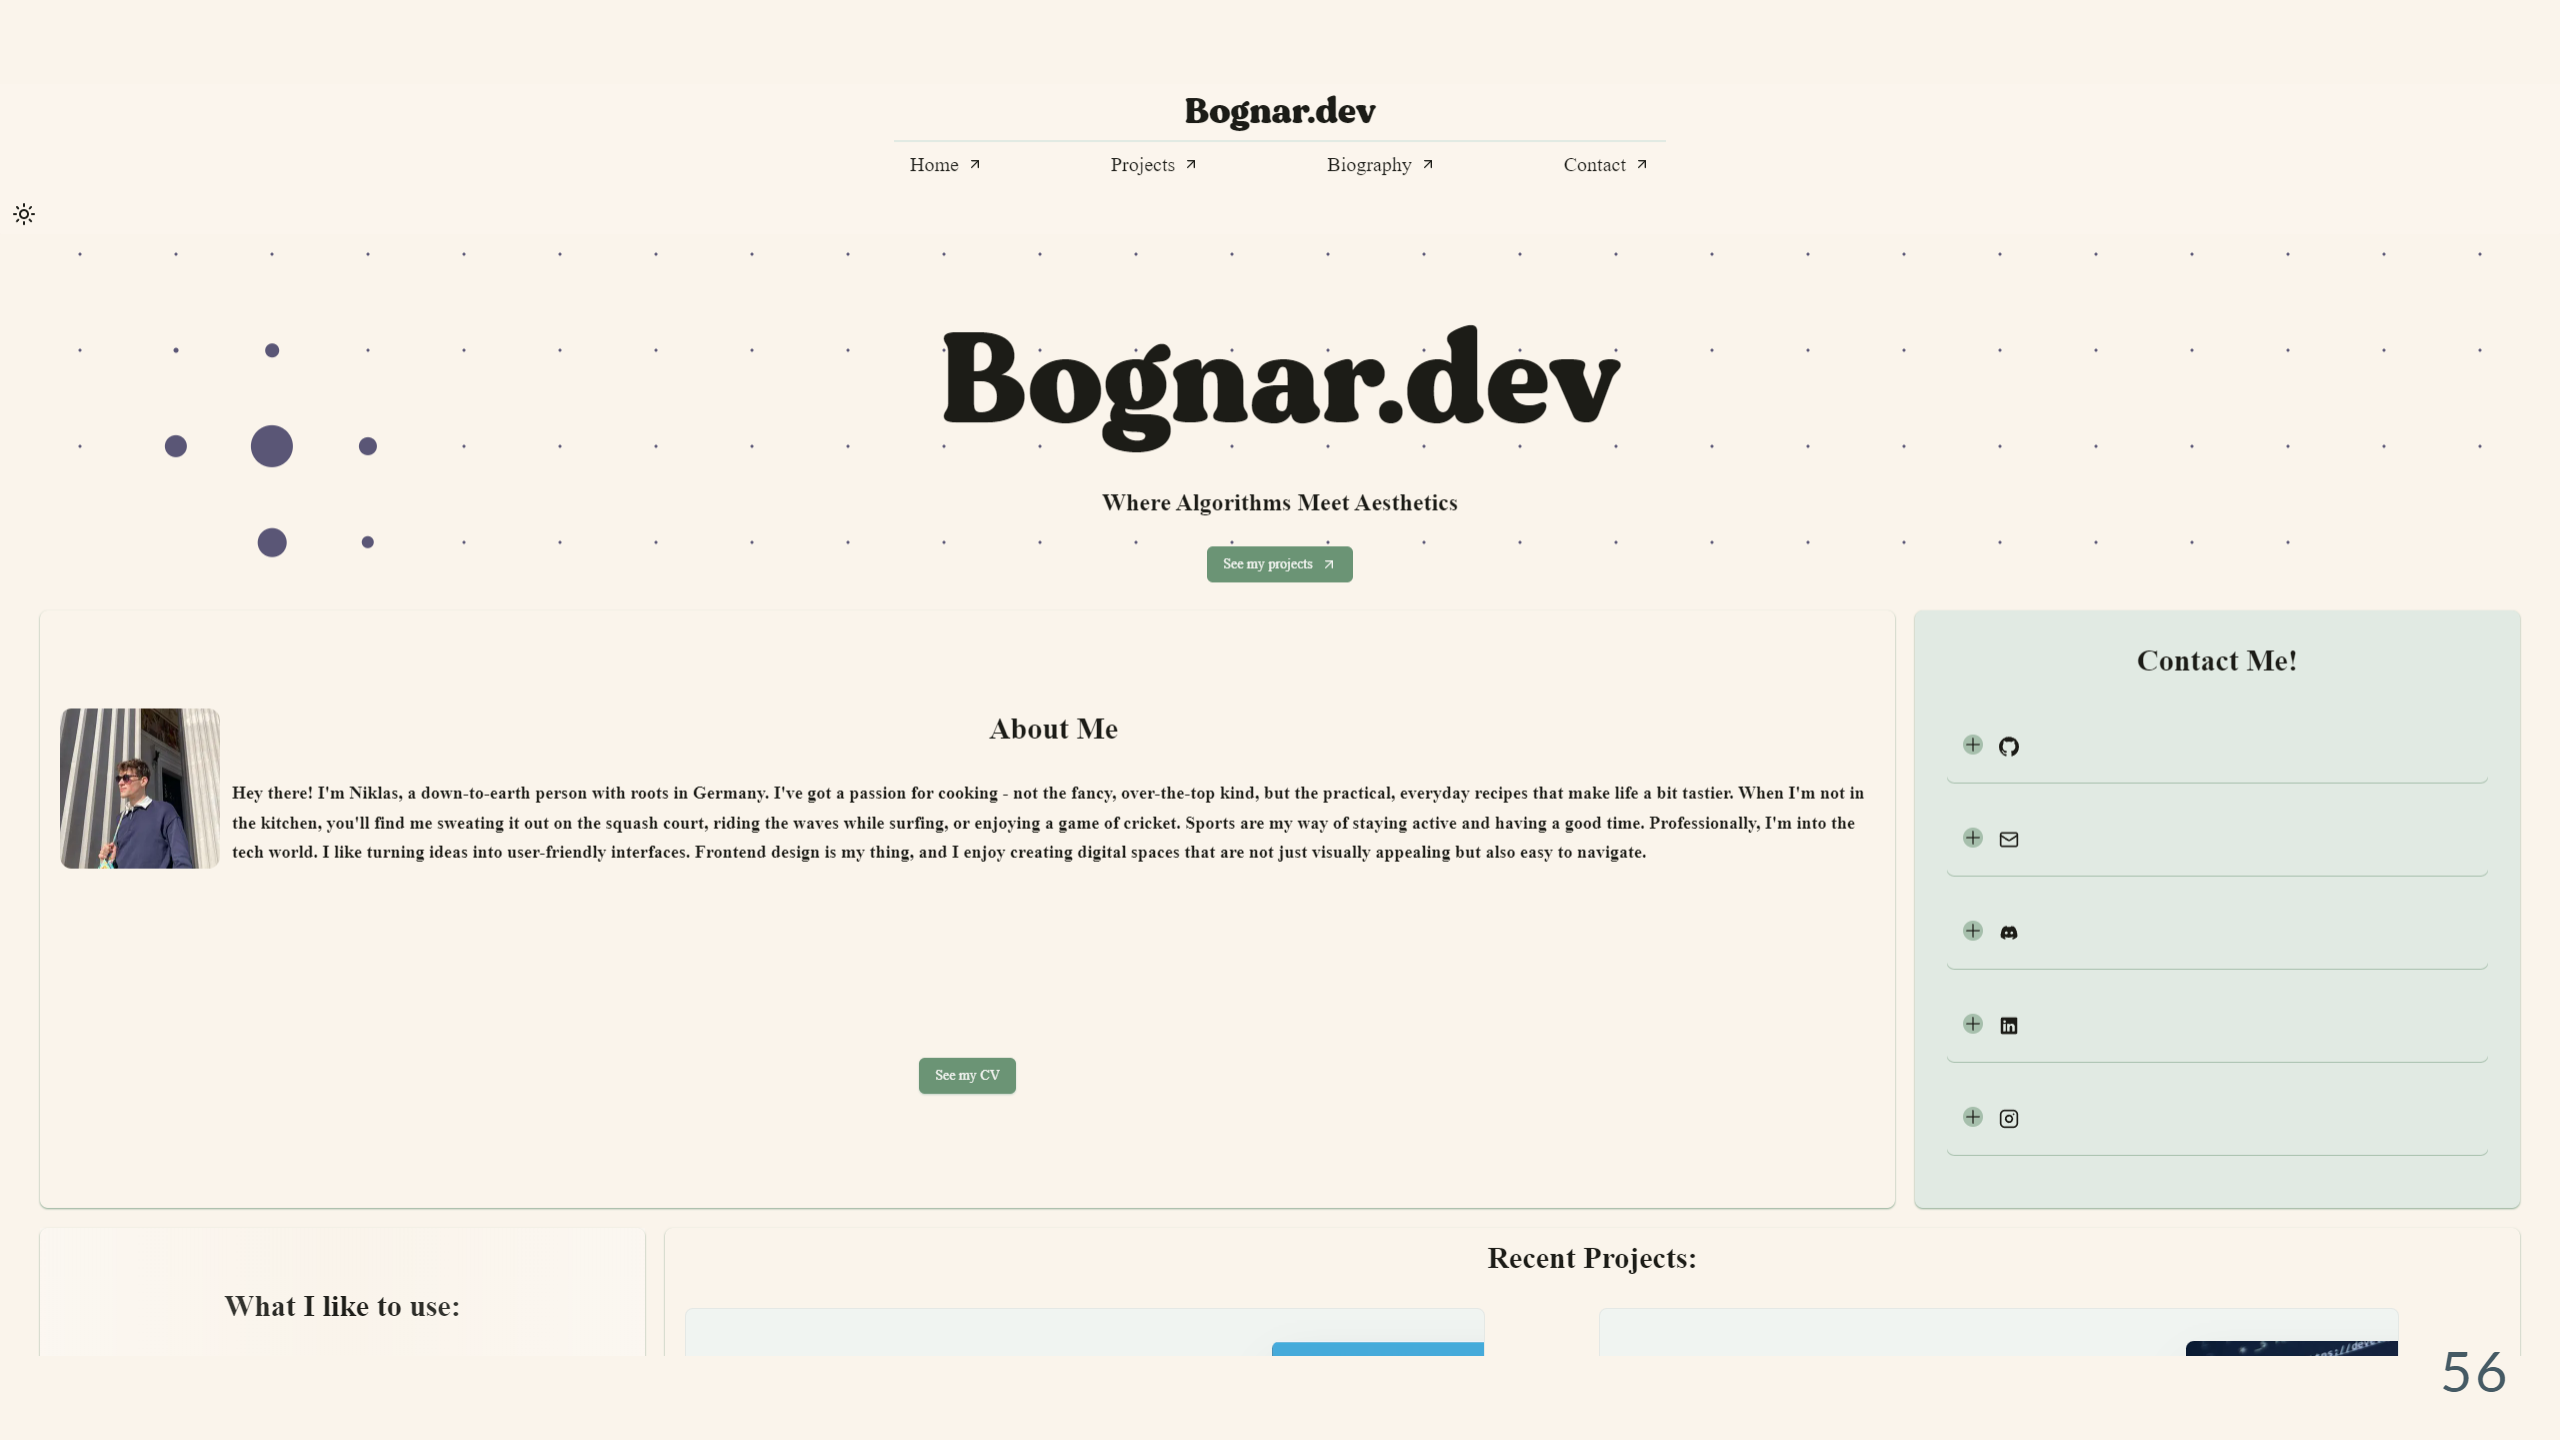 Bognar.dev
Home
Projects
Biography
Contact
Bognar.dev
Where Algorithms Meet Aesthetics
See my projects
About Me
Hey there! I'm Niklas, a down-to-earth person with roots in Germany. I've got a passion for cooking - not the fancy, over-the-top kind, but the practical, everyday recipes that make life a bit tastier. When I'm not in
the kitchen, you'll find me sweating it out on the squash court, riding the waves while surfing, or enjoying a game of cricket. Sports are my way of staying active and having a good time. Professionally, I'm into the
tech world. I like turning ideas into user-friendly interfaces. Frontend design is my thing, and I enjoy creating digital spaces that are not just visually appealing but also easy to navigate.
See my CV
Contact Me!
What I like to use:
Recent Projects:
56